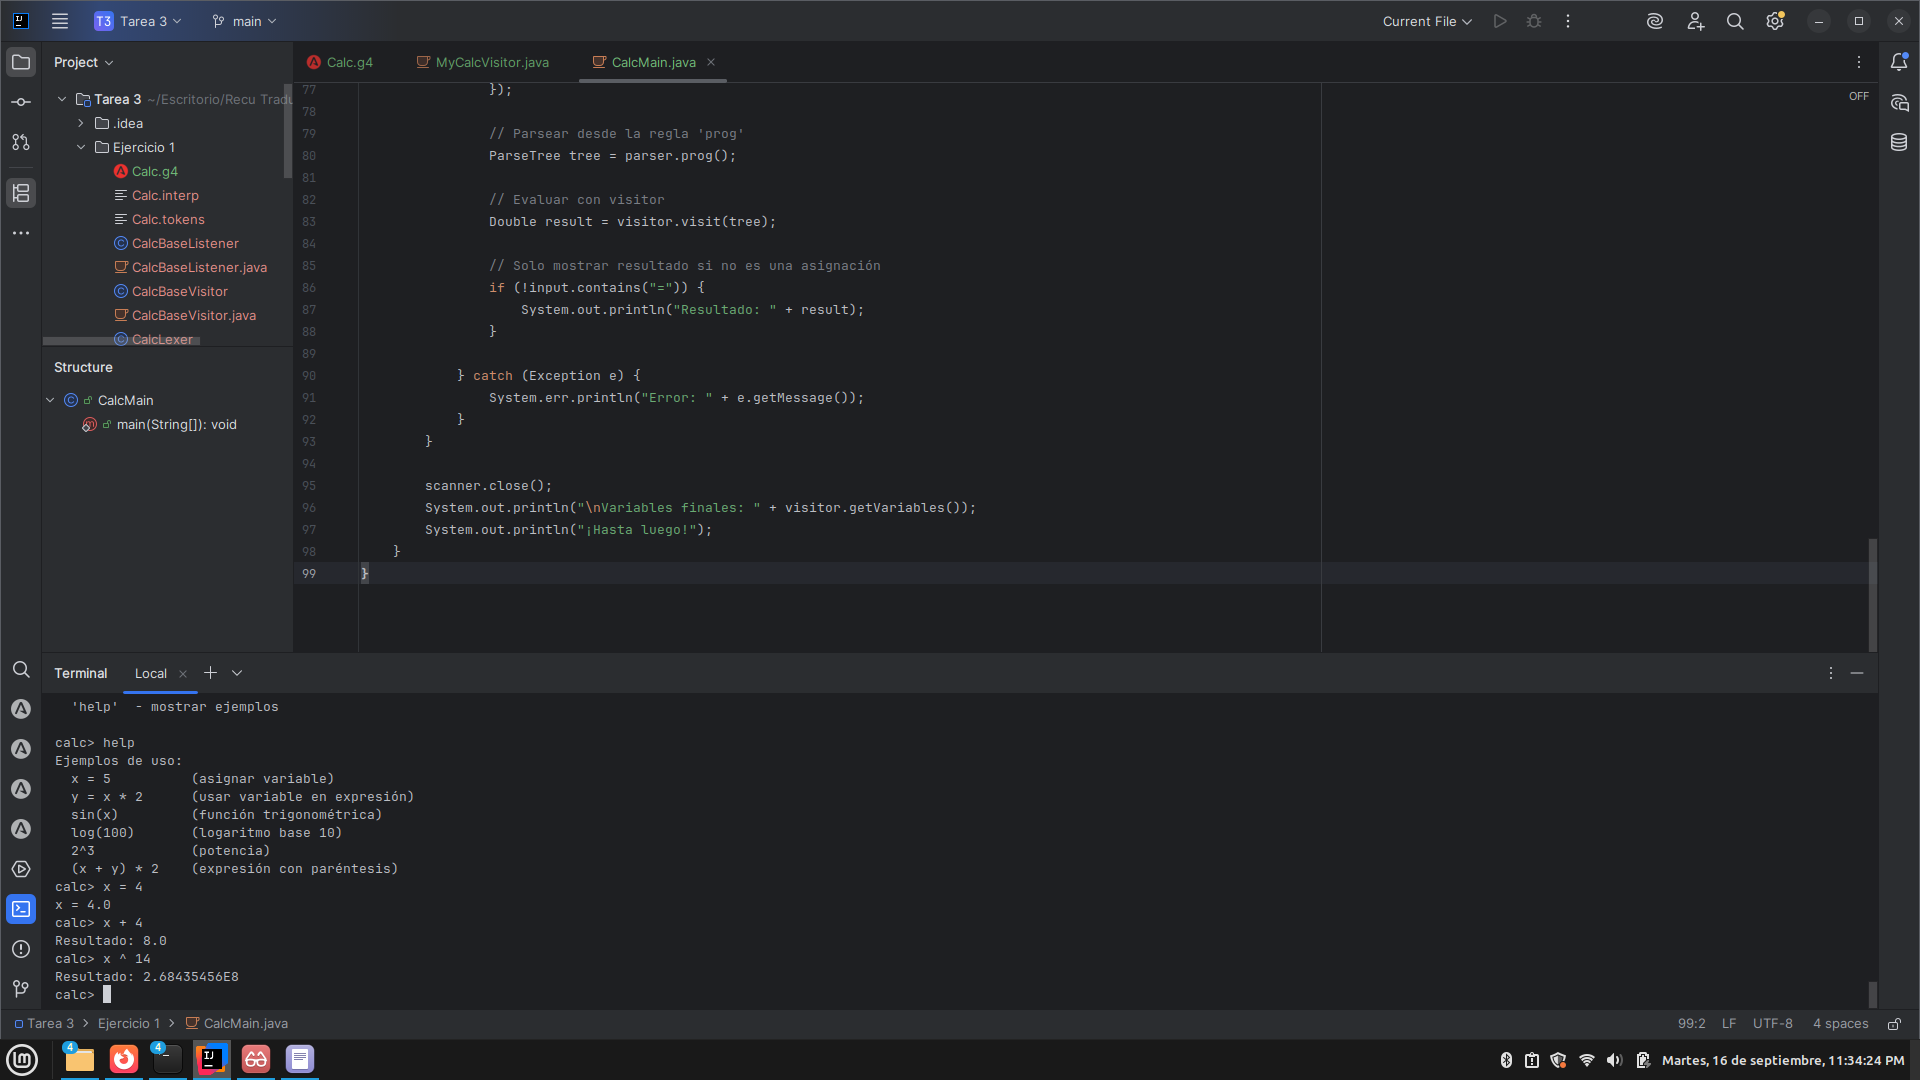 T3 Tarea 3
main
Current File
Project
Calc.g4
MyCalcVisitor.java
CalcMain.java
OFF
Tarea 3 ~/Escritorio/Recu Tradu
.idea
Ejercicio 1
Calc.g4
Calc.interp
Calc.tokens
CalcBaseListener
CalcBaseListener.java
CalcBaseVisitor
CalcBaseVisitor.java
CalcLexer
Structure
CalcMain
main(String[]): void
77 });
78
79 // Parsear desde la regla 'prog'
80 ParseTree tree = parser.prog();
81
82 // Evaluar con visitor
83 Double result = visitor.visit(tree);
84
85 // Solo mostrar resultado si no es una asignación
86 if (!input.contains("=")) {
87 System.out.println("Resultado: " + result);
88 }
89
90 } catch (Exception e) {
91 System.err.println("Error: " + e.getMessage());
92 }
93 }
94
95 scanner.close();
96 System.out.println("\nVariables finales: " + visitor.getVariables());
97 System.out.println("¡Hasta luego!");
98 }
99 }
Terminal
Local
'help'  - mostrar ejemplos
calc> help
Ejemplos de uso:
x = 5 (asignar variable)
y = x * 2 (usar variable en expresión)
sin(x) (función trigonométrica)
log(100) (logaritmo base 10)
2^3 (potencia)
(x + y) * 2 (expresión con paréntesis)
calc> x = 4
x = 4.0
calc> x + 4
Resultado: 8.0
calc> x ^ 14
Resultado: 2.68435456E8
calc>
Tarea 3 > Ejercicio 1 > CalcMain.java
99:2 LF UTF-8 4 spaces
4
4
IJ
Martes, 16 de septiembre, 11:34:24 PM